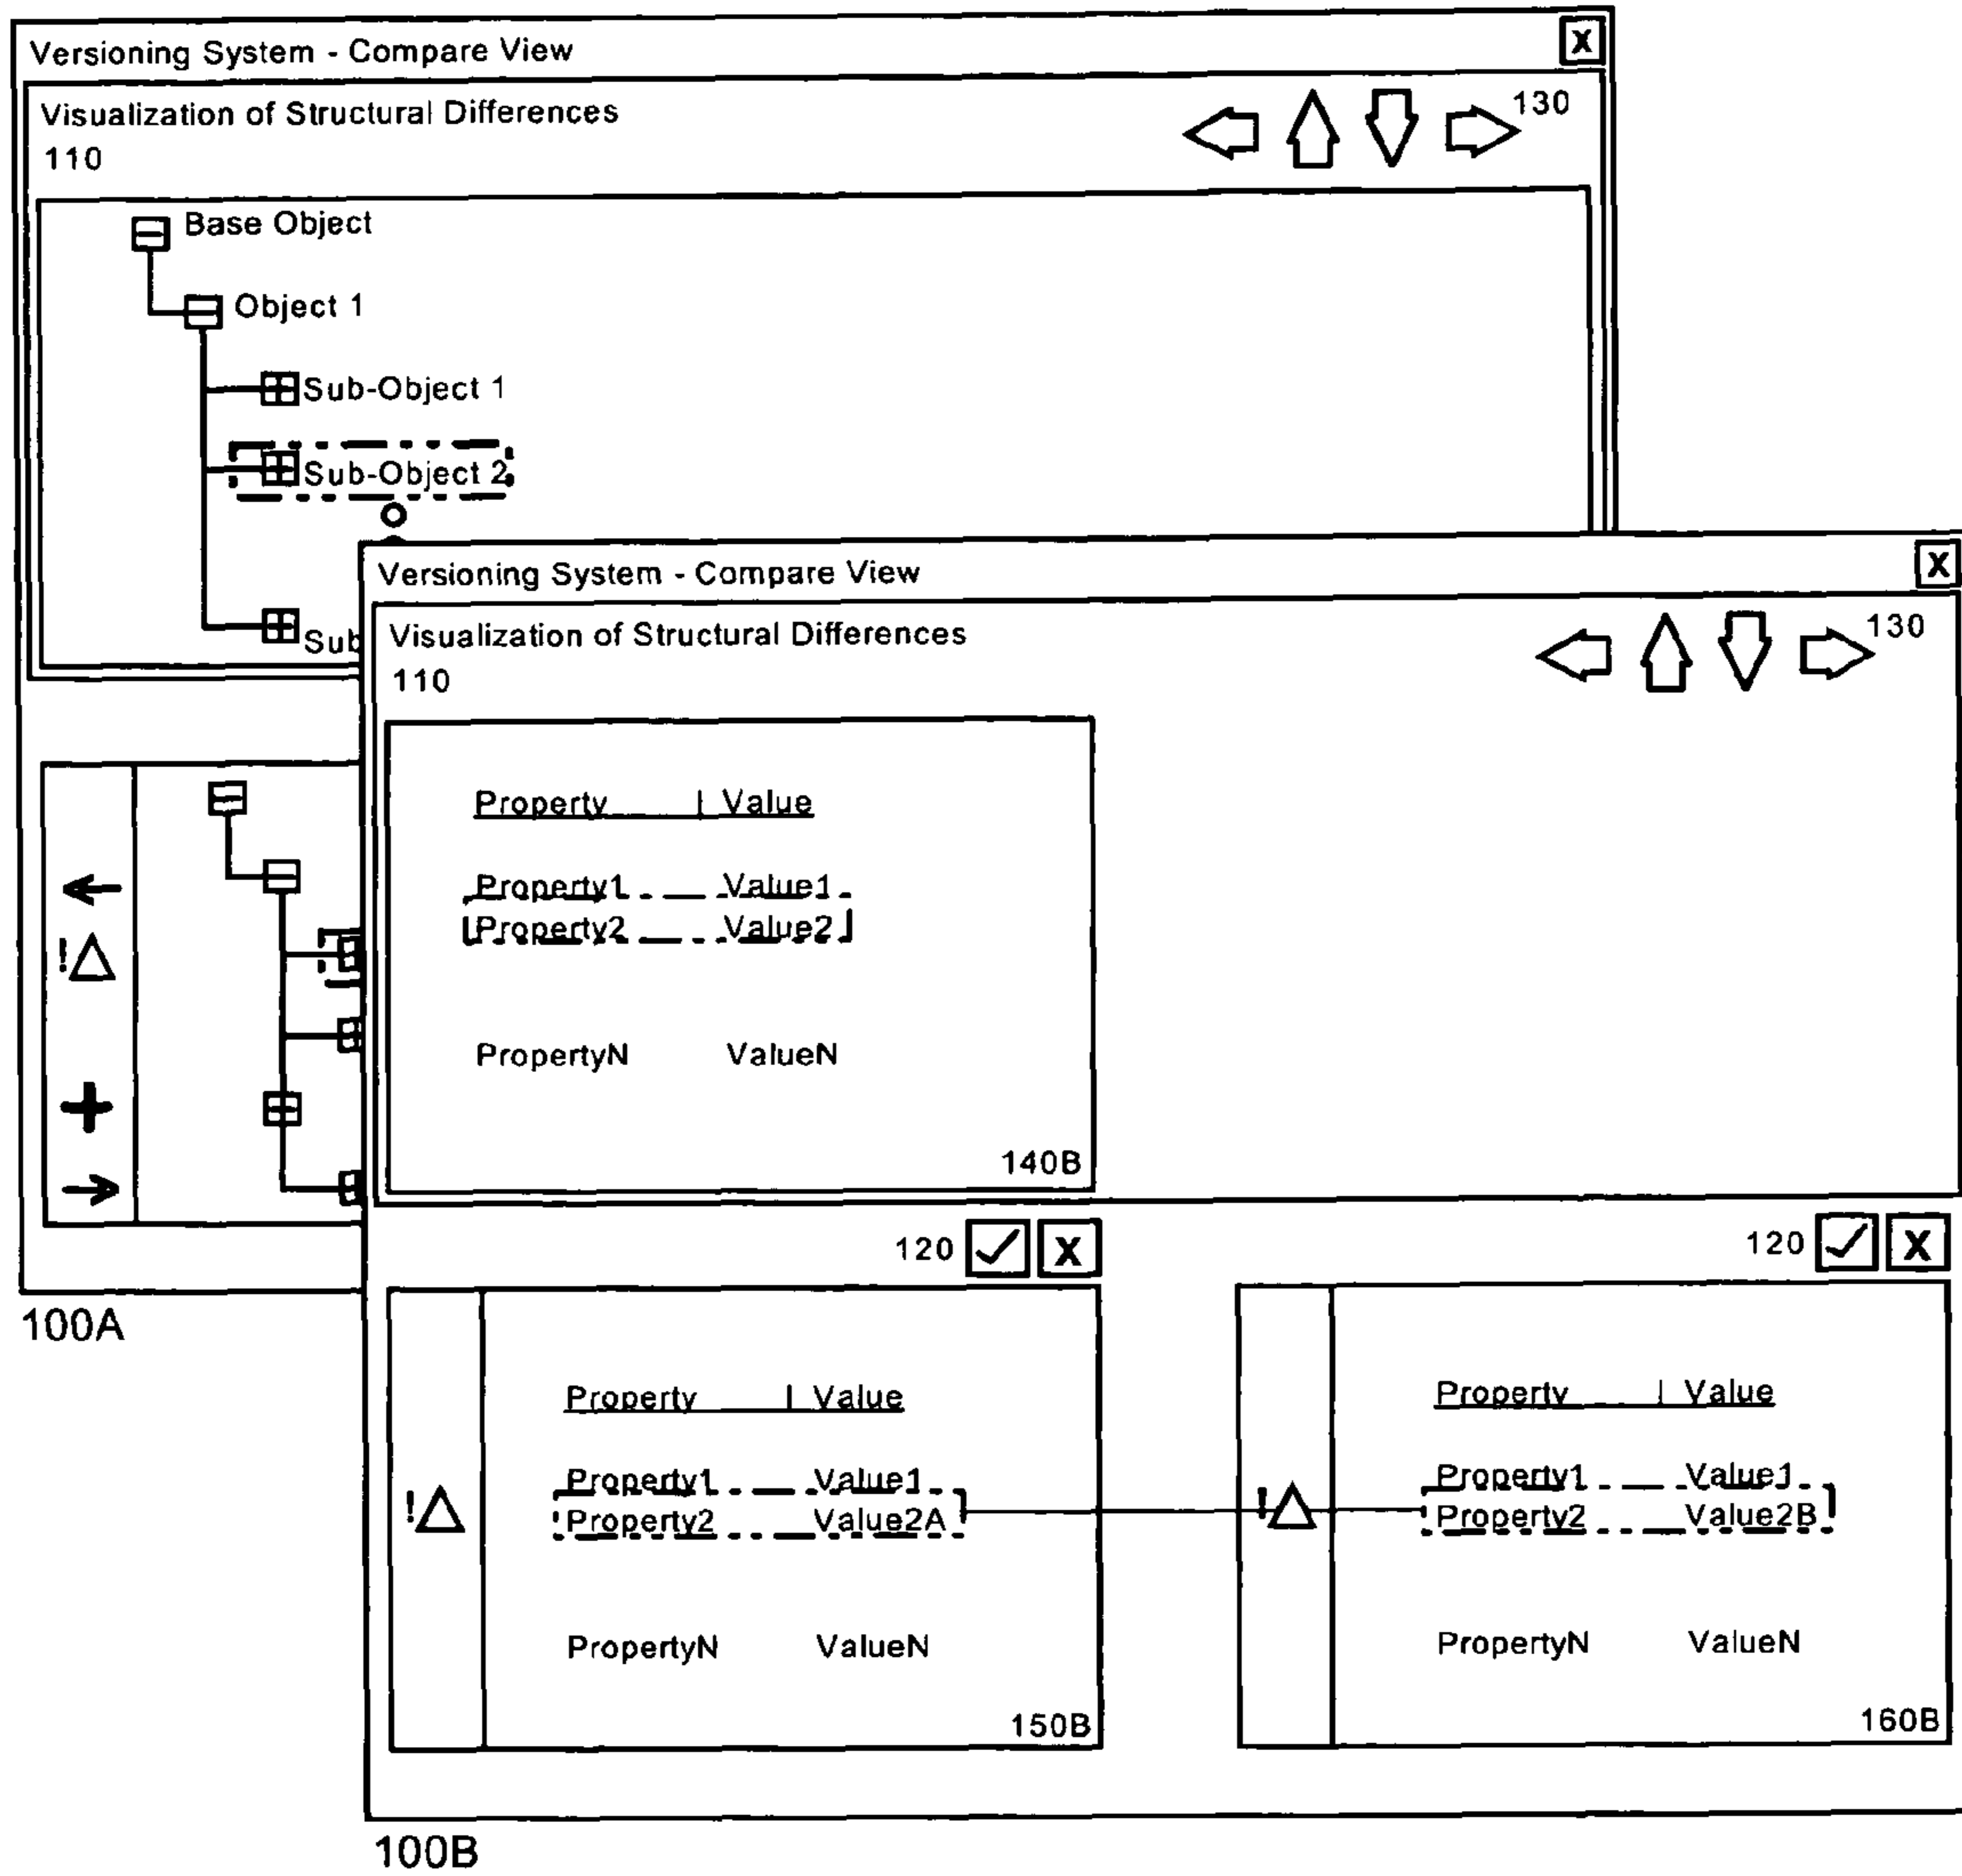 Versioning System - Compare View X
Visualization of Structural Differences 130
110
Base Object
Object 1
Sub-Object 1
Sub-Object 2
Sub
Versioning System - Compare View X
Visualization of Structural Differences 130
110
Property | Value
Property1 Value1
Property2 Value2
PropertyN ValueN
140B
!
120 X 120 X
100A
Property | Value Property | Value
Property1 Value1 Property1 Value1
! Property2 Value2A ! Property2 Value2B
PropertyN ValueN PropertyN ValueN
150B 160B
100B